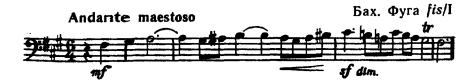 Andante maestoso
Бах. Фуга fis/I
tr
mf
sf dim.